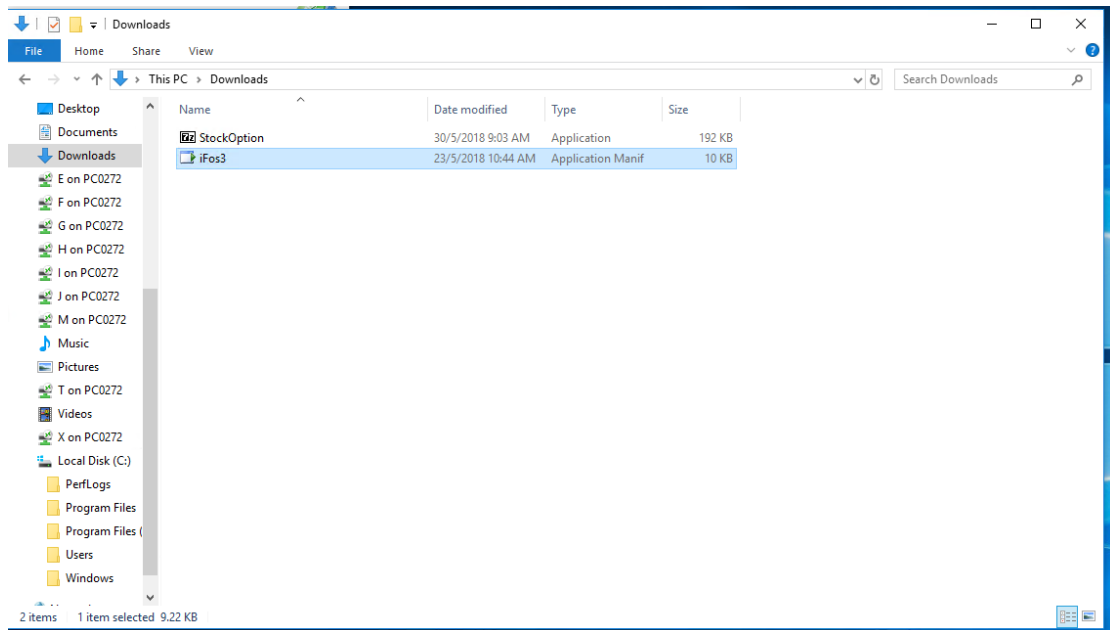 Downloads
File Home Share View
This PC > Downloads Search Downloads
Name Date modified Type Size
StockOption 30/5/2018 9:03 AM Application 192 KB
iFos3 23/5/2018 10:44 AM Application Manif 10 KB
Desktop
Documents
Downloads
E on PC0272
F on PC0272
G on PC0272
H on PC0272
I on PC0272
J on PC0272
M on PC0272
Music
Pictures
T on PC0272
Videos
X on PC0272
Local Disk (C:)
PerfLogs
Program Files
Program Files (
Users
Windows
2 items 1 item selected 9.22 KB